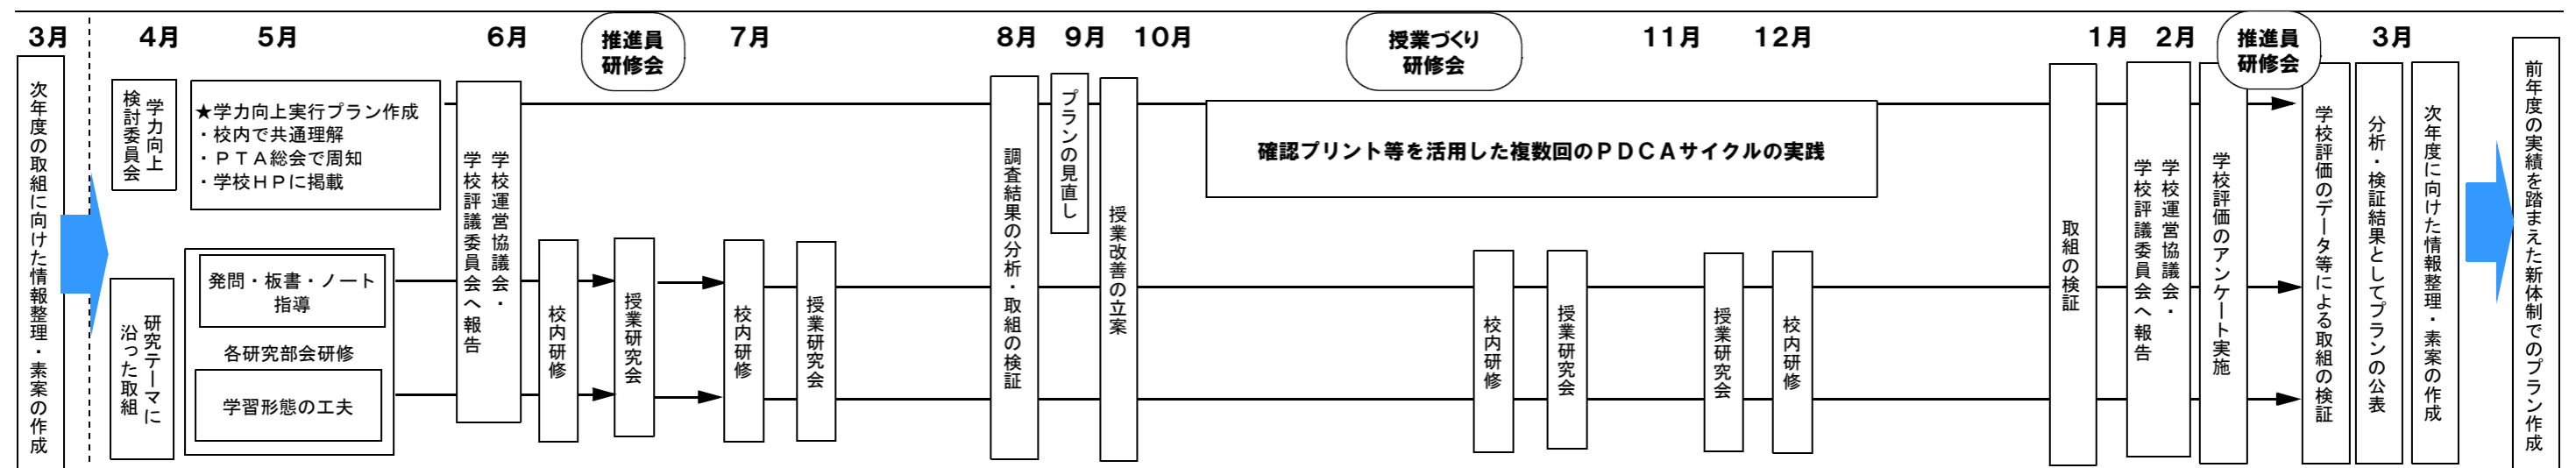 3月
4月
5月
6月
推進員
研修会
7月
8月
9月
10月
授業づくり
研修会
11月
12月
1月
2月
推進員
研修会
3月
次年度の取組に向けた情報整理・素案の作成
学力向上
検討委員会
★学力向上実行プラン作成
・校内で共通理解
・ＰＴＡ総会で周知
・学校ＨＰに掲載
研究テーマに
沿った取組
発問・板書・ノート
指導
各研究部会研修
学習形態の工夫
学校運営協議会・
学校評議委員会へ報告
校内研修
授業研究会
校内研修
授業研究会
調査結果の分析・取組の検証
プランの見直し
授業改善の立案
確認プリント等を活用した複数回のＰＤＣＡサイクルの実践
校内研修
授業研究会
授業研究会
校内研修
取組の検証
学校運営協議会・
学校評議委員会へ報告
学校評価のアンケート実施
学校評価のデータ等による取組の検証
分析・検証結果としてプランの公表
次年度に向けた情報整理・素案の作成
前年度の実績を踏まえた新体制でのプラン作成